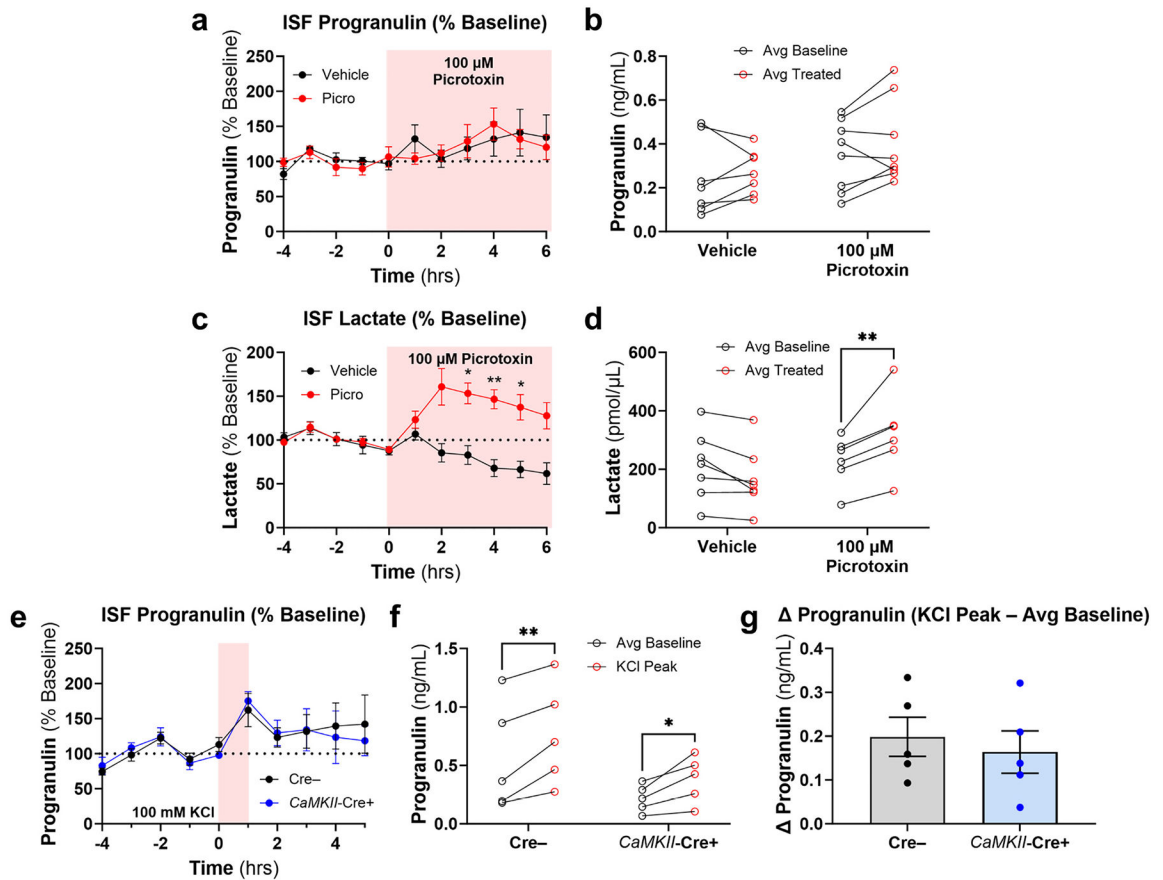 a ISF Progranulin (% Baseline)
Progranulin (% Baseline)
250
200
150
100
50
0
Vehicle
Picro
100 µM
Picrotoxin
-4 -2 0 2 4 6
Time (hrs)
b
Progranulin (ng/mL)
0.8
0.6
0.4
0.2
0.0
Avg Baseline
Avg Treated
Vehicle
100 µM
Picrotoxin
c ISF Lactate (% Baseline)
Lactate (% Baseline)
200
150
100
50
0
Vehicle
Picro
100 µM Picrotoxin
* ** *
-4 -2 0 2 4 6
Time (hrs)
d
Lactate (pmol/µL)
600
400
200
0
Avg Baseline
Avg Treated
**
Vehicle
100 µM
Picrotoxin
e ISF Progranulin (% Baseline)
Progranulin (% Baseline)
250
200
150
100
50
0
Cre–
CaMKII-Cre+
100 mM KCl
-4 -2 0 2 4
Time (hrs)
f
Progranulin (ng/mL)
1.5
1.0
0.5
0.0
**
*
Avg Baseline
KCl Peak
Cre–
CaMKII-Cre+
g Δ Progranulin (KCl Peak – Avg Baseline)
Δ Progranulin (ng/mL)
0.4
0.3
0.2
0.1
0.0
Cre–
CaMKII-Cre+